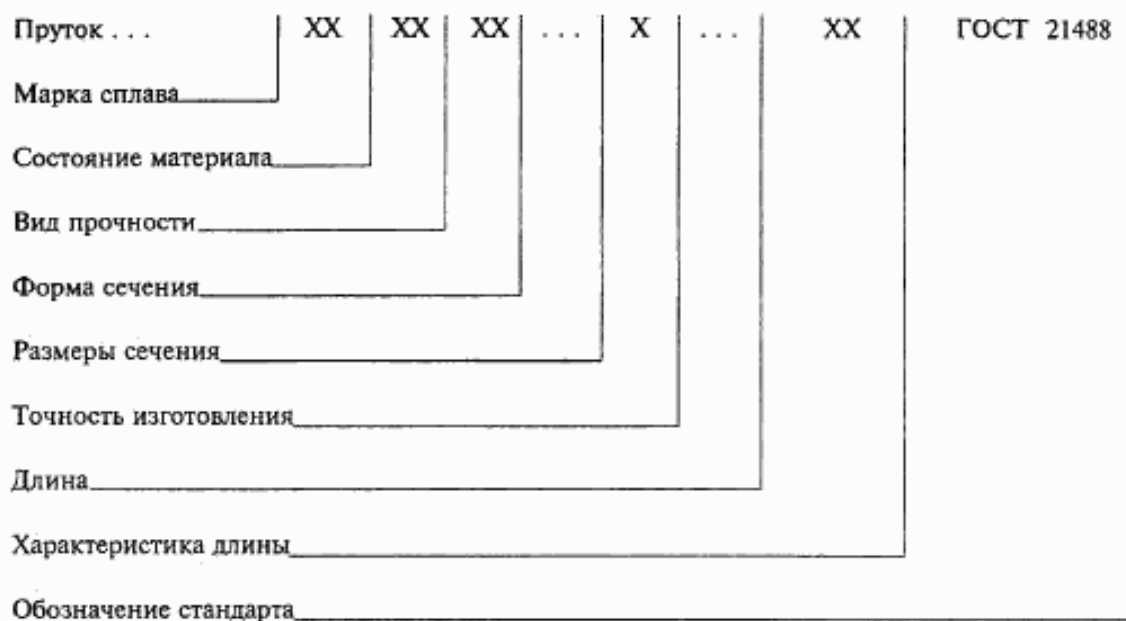 Пруток . . . XX XX XX . . . X . . . XX ГОСТ 21488
Марка сплава
Состояние материала
Вид прочности
Форма сечения
Размеры сечения
Точность изготовления
Длина
Характеристика длины
Обозначение стандарта